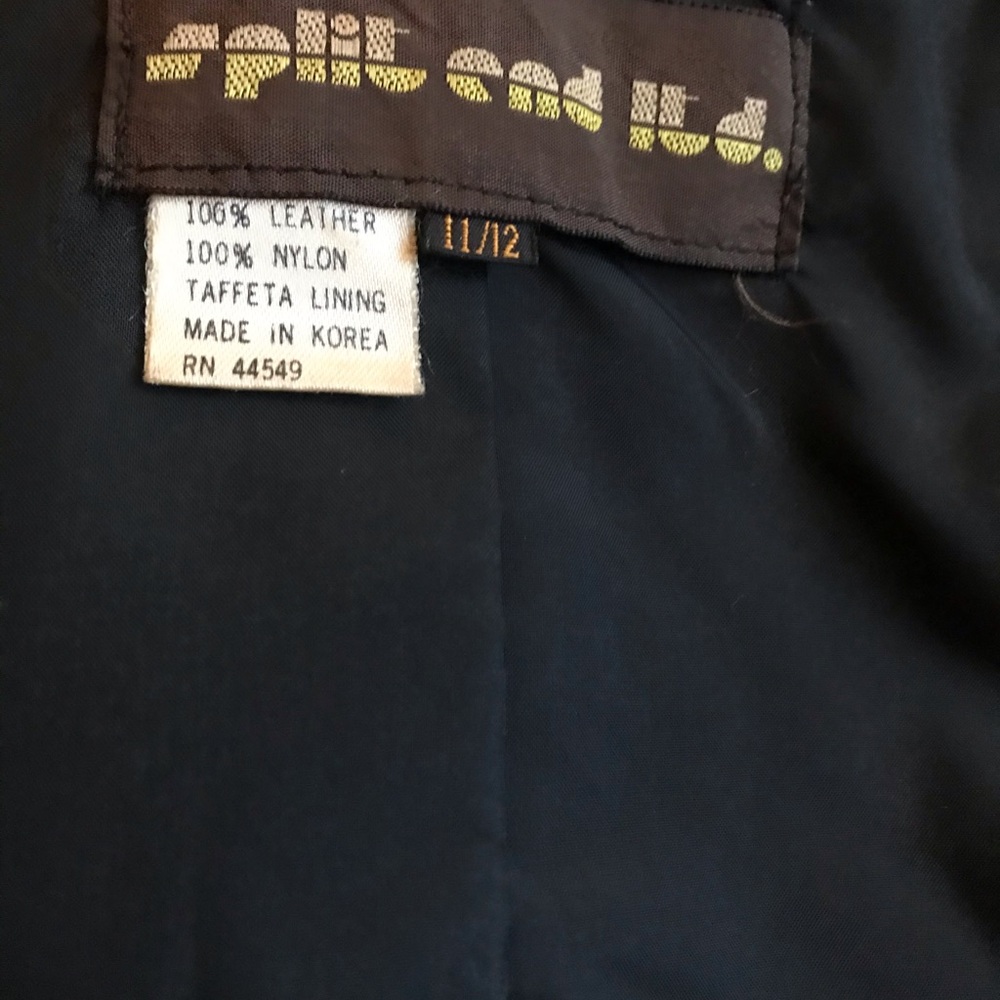 split end ltd.
100% LEATHER
11/12
100% NYLON
TAFFETA LINING
MADE IN KOREA
RN 44549